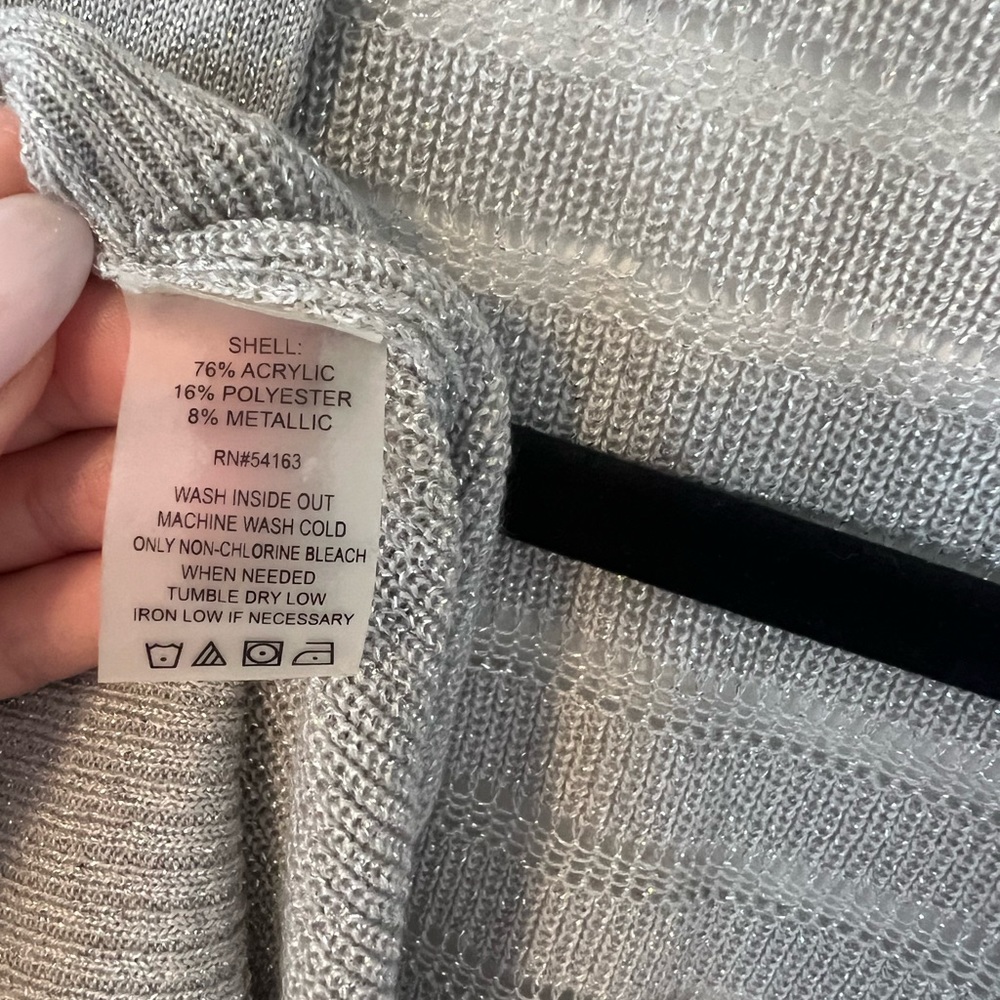 SHELL:
76% ACRYLIC
16% POLYESTER
8% METALLIC
RN#54163
WASH INSIDE OUT
MACHINE WASH COLD
ONLY NON-CHLORINE BLEACH
WHEN NEEDED
TUMBLE DRY LOW
IRON LOW IF NECESSARY